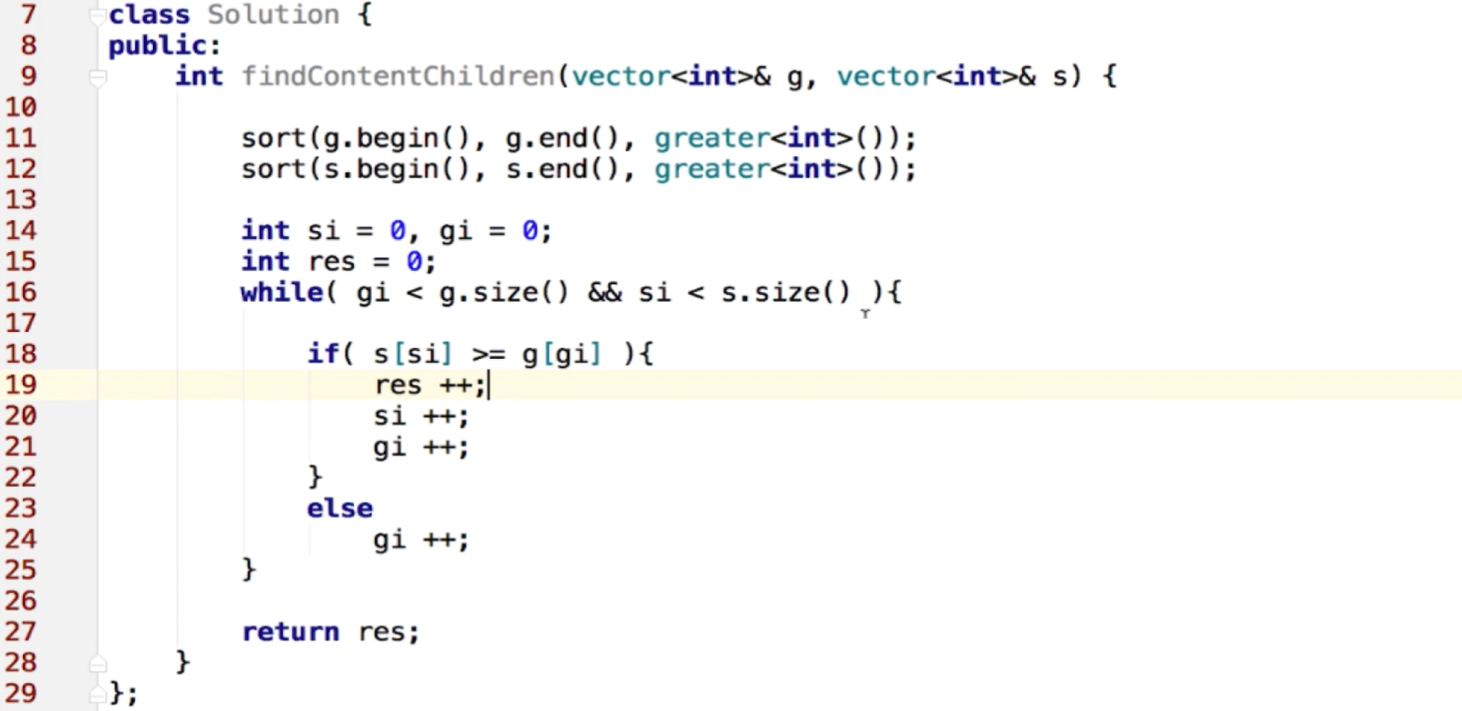 7 class Solution {
8 public:
9     int findContentChildren(vector<int>& g, vector<int>& s) {
10
11         sort(g.begin(), g.end(), greater<int>());
12         sort(s.begin(), s.end(), greater<int>());
13
14         int si = 0, gi = 0;
15         int res = 0;
16         while( gi < g.size() && si < s.size() ){
17
18             if( s[si] >= g[gi] ){
19                 res ++;
20                 si ++;
21                 gi ++;
22             }
23             else
24                 gi ++;
25         }
26
27         return res;
28     }
29 };